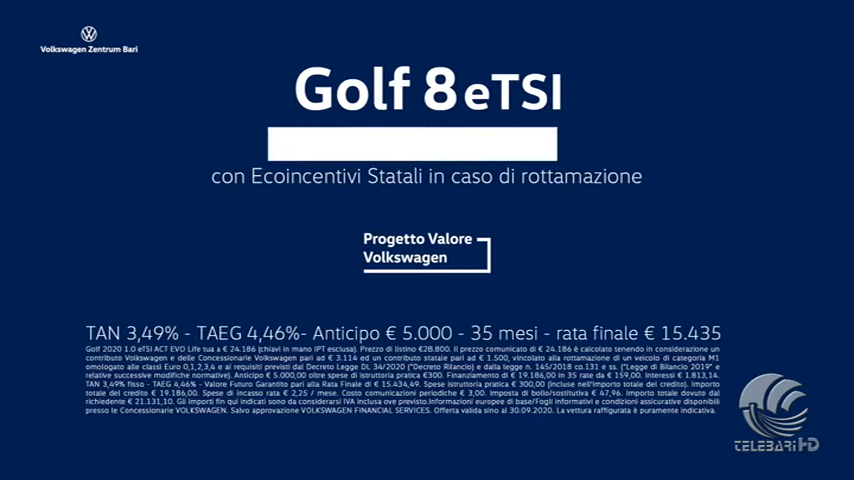 Volkswagen Zentrum Bari
Golf 8 eTSI
con Ecoincentivi Statali in caso di rottamazione
Progetto Valore
Volkswagen
TAN 3,49% - TAEG 4,46%- Anticipo € 5.000 - 35 mesi - rata finale € 15.435
Golf 2020 1.0 eTSI ACT EVO Life tua a € 24.186 (chiavi in mano IPT esclusa). Prezzo di listino €28.800. Il prezzo comunicato di € 24.186 è calcolato tenendo in considerazione un
contributo Volkswagen e delle Concessionarie Volkswagen pari ad € 3.114 ed un contributo statale pari ad € 1.500, vincolato alla rottamazione di un veicolo di categoria M1
omologato alle classi Euro 0,1,2,3,4 e ai requisiti previsti dal Decreto Legge DL 34/2020 ("Decreto Rilancio) e dalla legge n. 145/2018 co.131 e ss ("Legge di Bilancio 2019" e
relative successive modifiche normative). Anticipo € 5.000,00 oltre spese di istruttoria pratica €300. Finanziamento di € 19.186,00 in 35 rate da € 159,00. Interessi € 1.813,14.
TAN 3,49% fisso - TAEG 4,46% - Valore Futuro Garantito pari alla Rata Finale di € 15.434,49. Spese istruttoria pratica € 300,00 (incluse nell'importo totale del credito). Importo
totale del credito € 19.186,00. Spese di incasso rata € 2,25 / mese. Costo comunicazioni periodiche € 3,00. Imposta di bollo/sostitutiva € 47,96. Importo totale dovuto dal
richiedente € 21.131,10. Gli importi fin qui indicati sono da considerarsi IVA inclusa ove previsto.Informazioni europee di base/Fogli informativi e condizioni assicurative disponibili
presso le Concessionarie VOLKSWAGEN. Salvo approvazione VOLKSWAGEN FINANCIAL SERVICES. Offerta valida sino al 30.09.2020. La vettura raffigurata è puramente indicativa.
TELEBARI HD